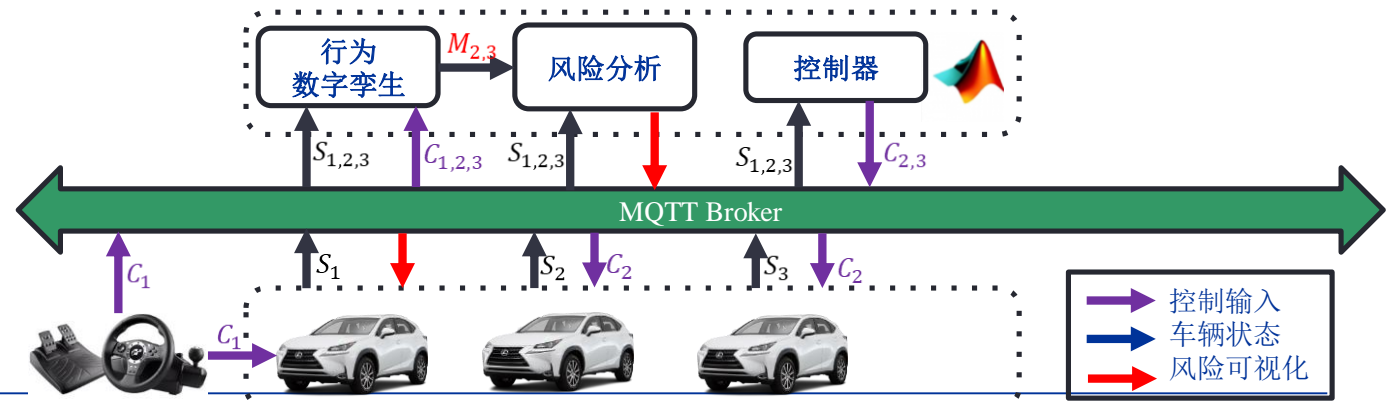 行为
数字孪生
M₂,₃
风险分析
控制器
S₁,₂,₃
C₁,₂,₃
S₁,₂,₃
S₁,₂,₃
C₂,₃
MQTT Broker
C₁
S₁
S₂
C₂
S₃
C₂
C₁
控制输入
车辆状态
风险可视化